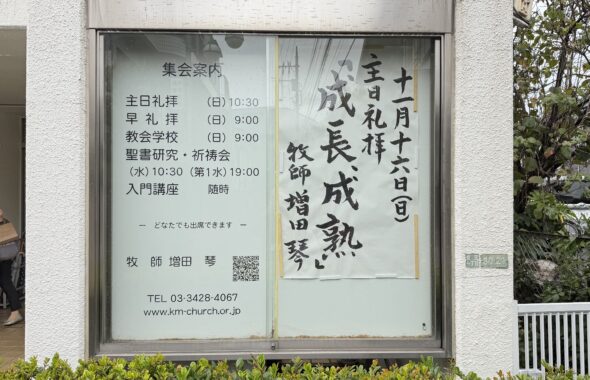 集会案内
主日礼拝 (日) 10:30
早礼拝 (日) 9:00
教会学校 (日) 9:00
聖書研究・祈祷会
(水) 10:30 (第1水) 19:00
入門講座 随時
― どなたでも出席できます ―
牧師 増田 琴
TEL 03-3428-4067
www.km-church.or.jp
十一月十六日(日)
主日礼拝
「成長、成熟」
牧師 増田 琴